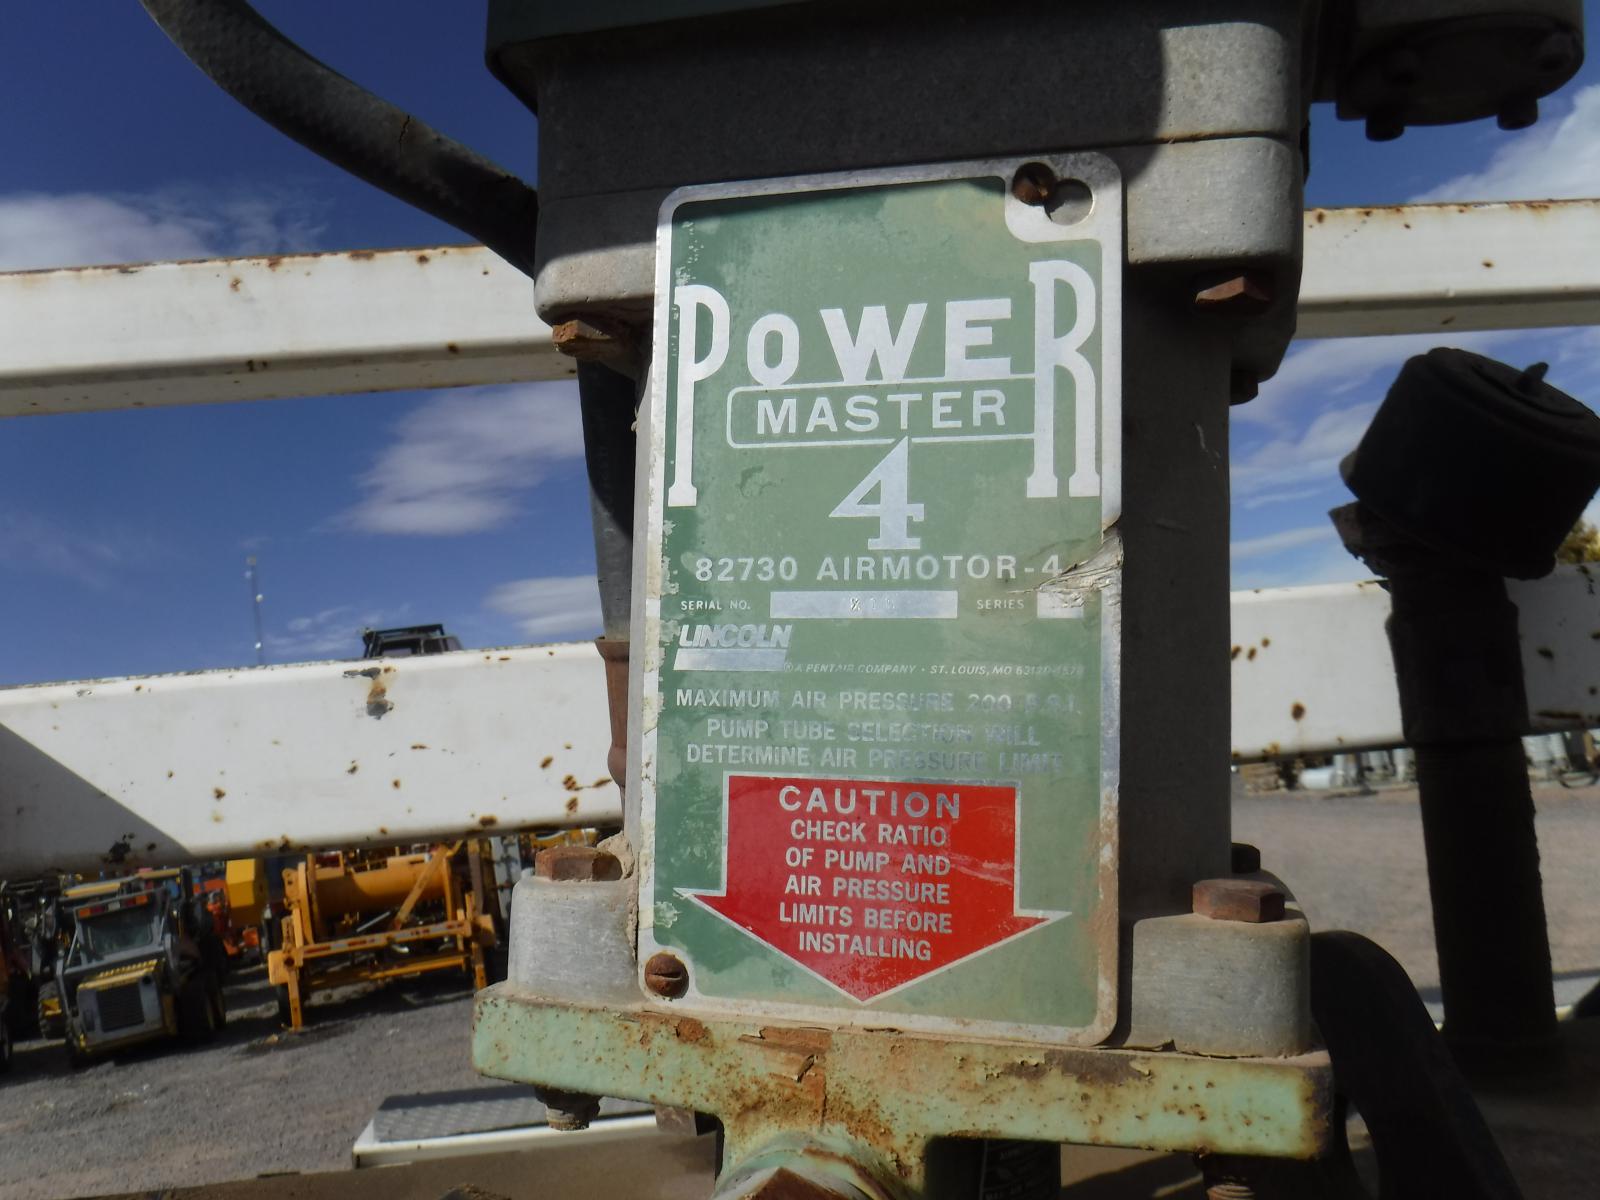 POWER
MASTER
4
82730 AIRMOTOR-4
SERIAL NO. SERIES
LINCOLN
® A PENTAIR COMPANY • ST. LOUIS, MO
MAXIMUM AIR PRESSURE 200 P.S.I.
PUMP TUBE SELECTION WILL
DETERMINE AIR PRESSURE LIMIT
CAUTION
CHECK RATIO
OF PUMP AND
AIR PRESSURE
LIMITS BEFORE
INSTALLING